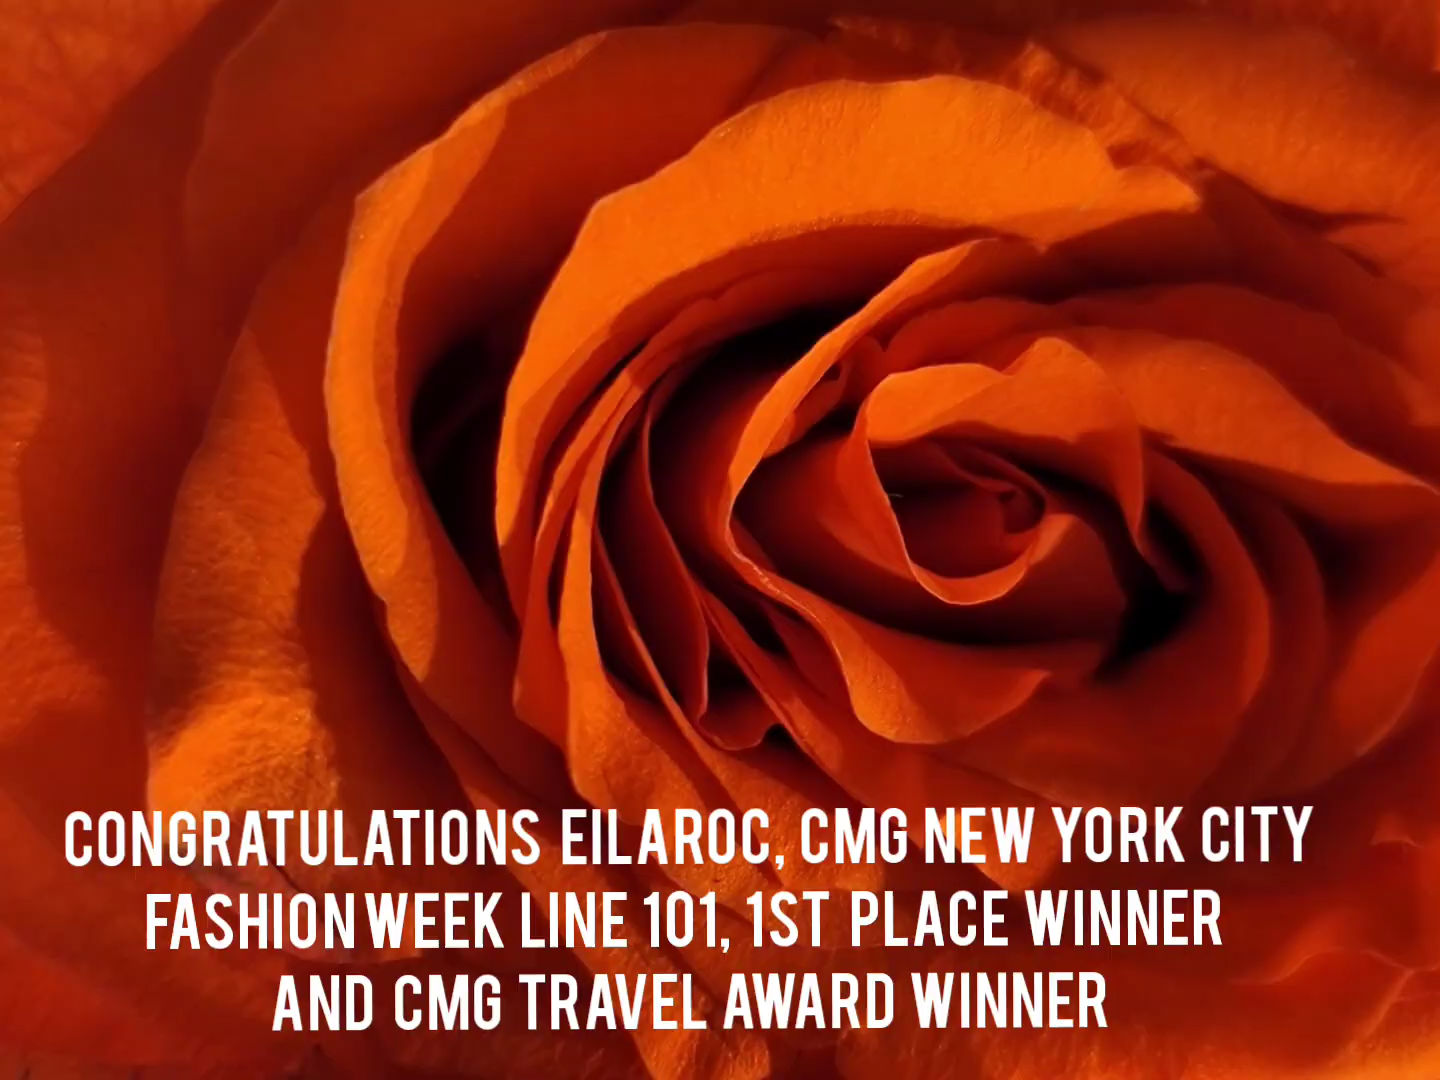 CONGRATULATIONS EILAROC, CMG NEW YORK CITY
FASHION WEEK LINE 101, 1ST PLACE WINNER
AND CMG TRAVEL AWARD WINNER